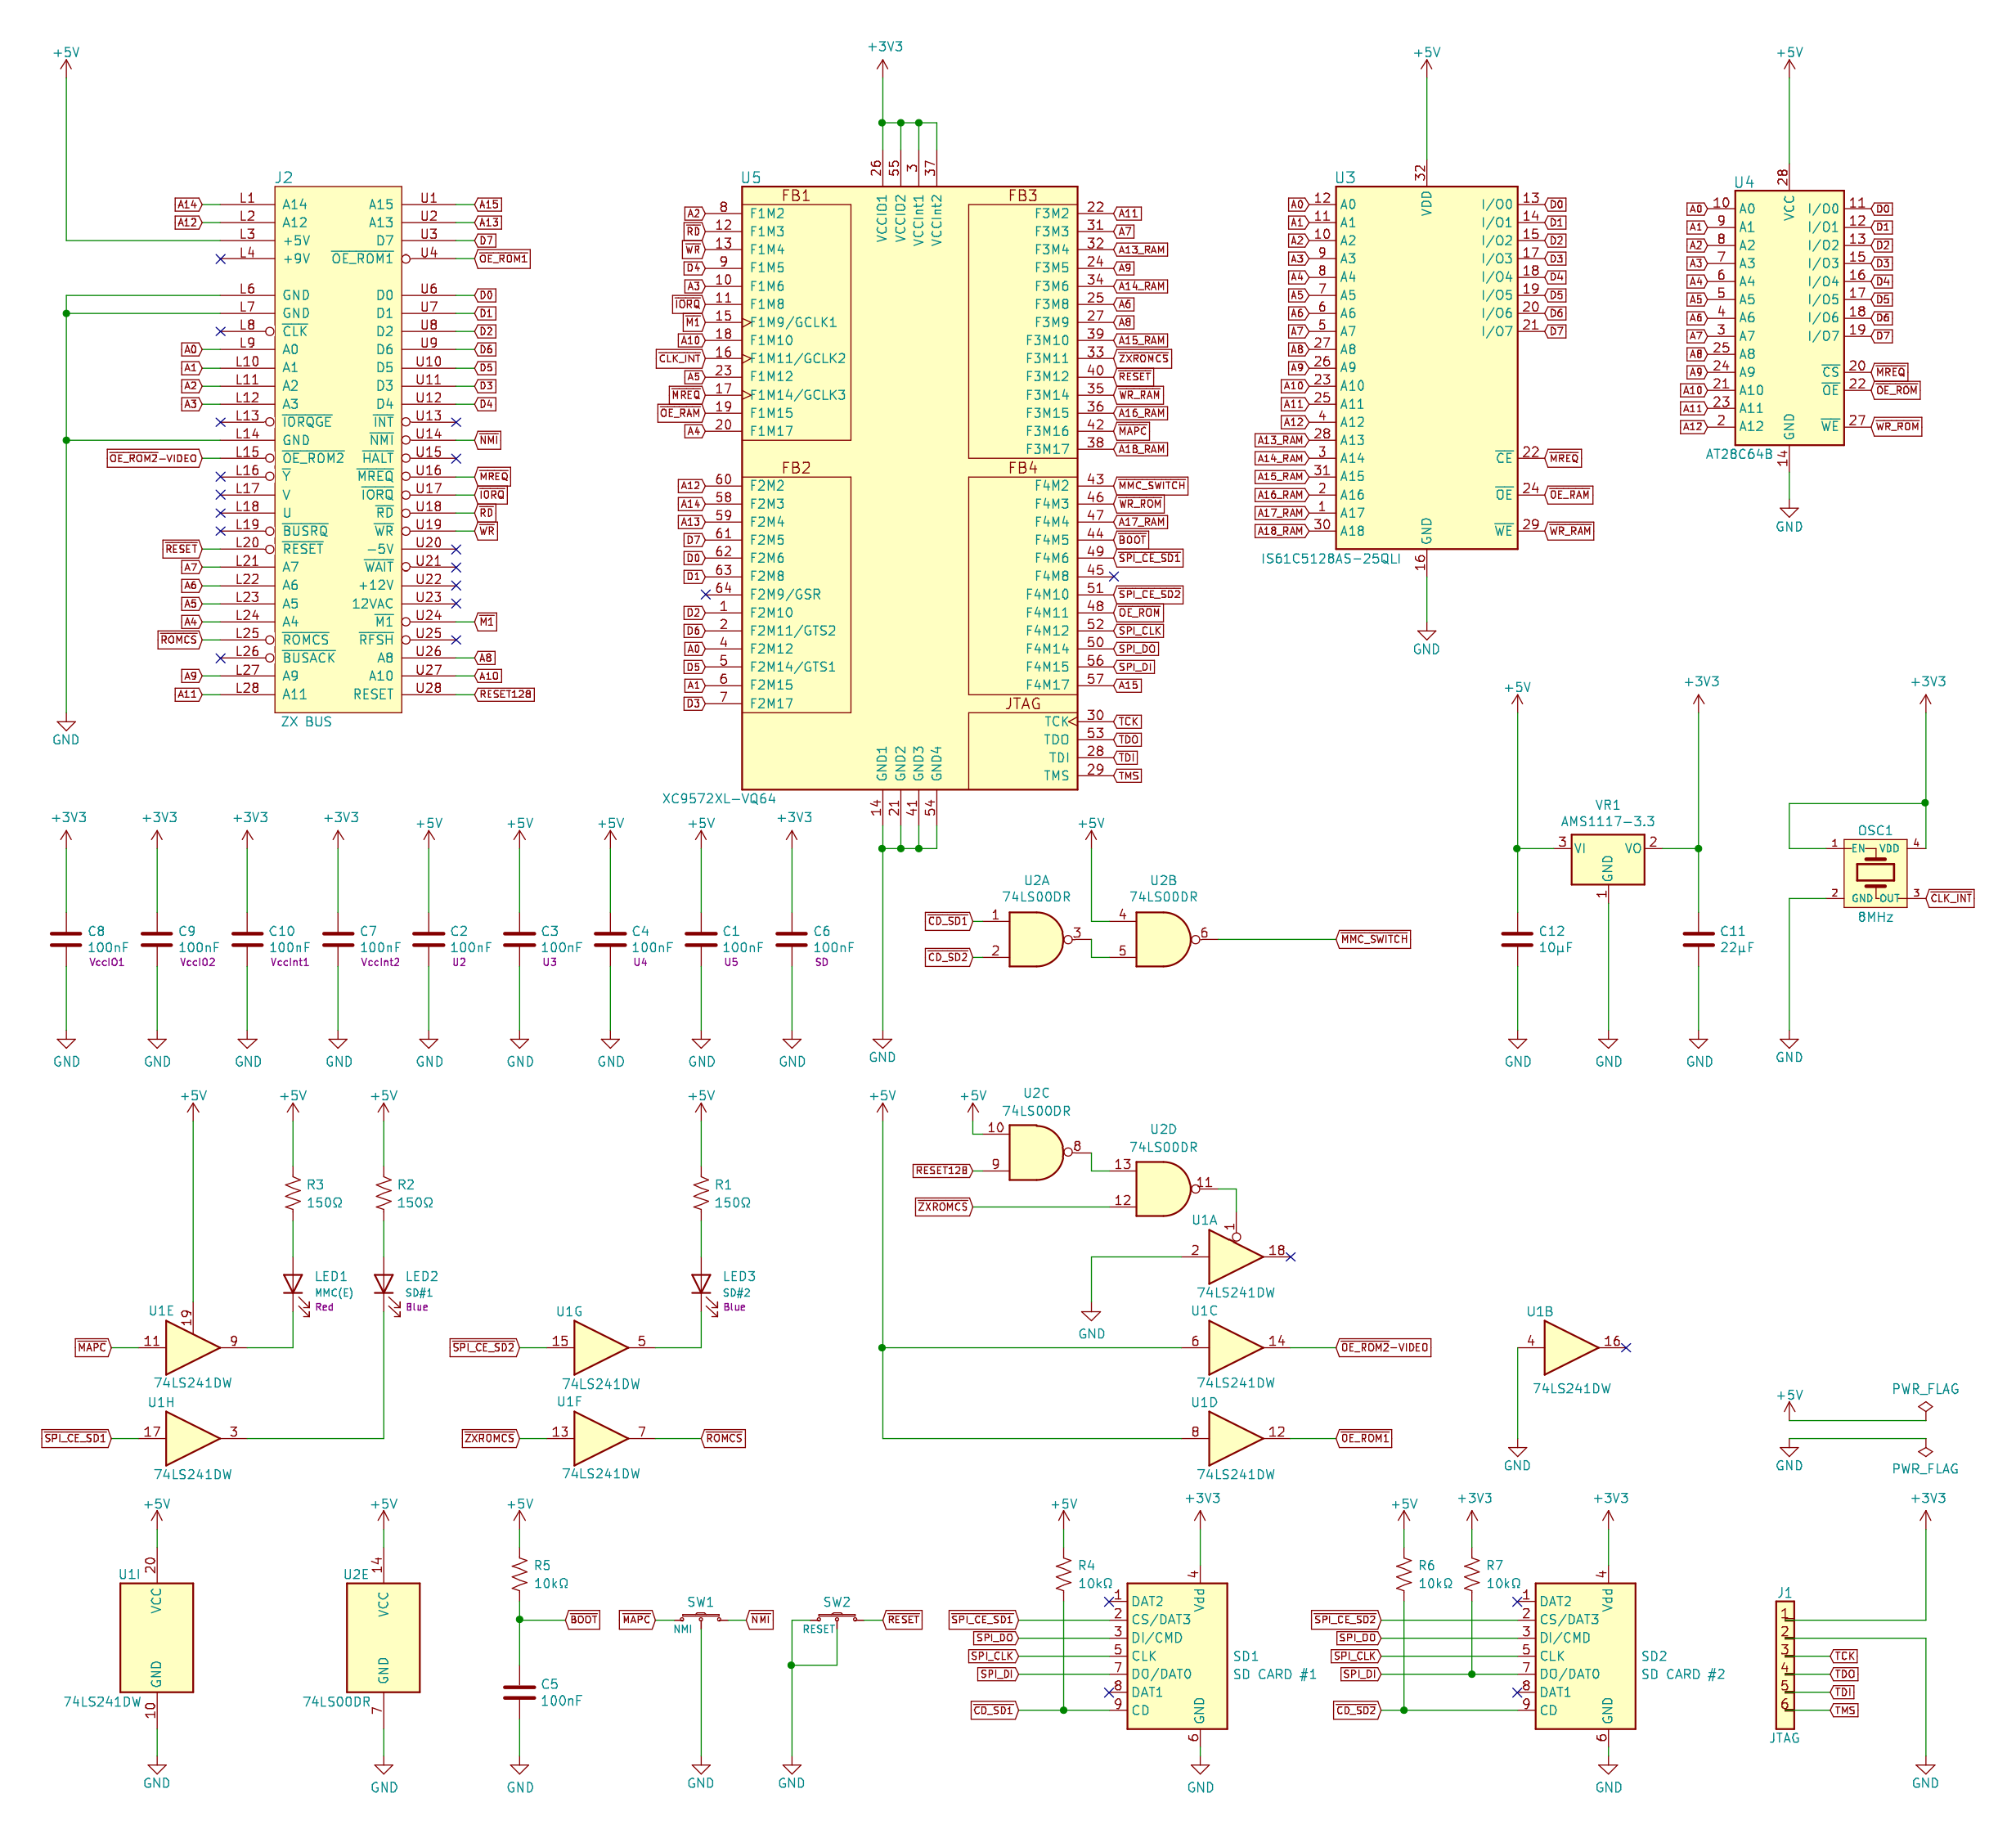 +5V
+3V3
+5V
+5V
J2
L1 A14 A15 U1
A14 A15
L2 A12 A13 U2
A12 A13
L3 +5V D7 U3
D7
L4 +9V OE_ROM1 U4
OE_ROM1
L6 GND D0 U6
D0
L7 GND D1 U7
D1
L8 CLK D2 U8
D2
L9 A0 D6 U9
A0 D6
L10 A1 D5 U10
A1 D5
L11 A2 D3 U11
A2 D3
L12 A3 D4 U12
A3 D4
L13 IORQGE INT U13
L14 GND NMI U14
NMI
L15 OE_ROM2 HALT U15
OE_ROM2-VIDEO
L16 Y MREQ U16
MREQ
L17 V IORQ U17
IORQ
L18 U RD U18
RD
L19 BUSRQ WR U19
WR
L20 RESET -5V U20
RESET
L21 A7 WAIT U21
A7
L22 A6 +12V U22
A6
L23 A5 12VAC U23
A5
L24 A4 M1 U24
A4 M1
L25 ROMCS RFSH U25
ROMCS
L26 BUSACK A8 U26
A8
L27 A9 A10 U27
A9 A10
L28 A11 RESET U28
A11 RESET128
ZX BUS
GND
U5
26 55 3 37
VCCIO1 VCCIO2 VCCInt1 VCCInt2
FB1
A2 8 F1M2
RD 12 F1M3
WR 13 F1M4
D4 9 F1M5
A3 10 F1M6
IORQ 11 F1M8
M1 15 F1M9/GCLK1
A10 18 F1M10
CLK_INT 16 F1M11/GCLK2
A5 23 F1M12
MREQ 17 F1M14/GCLK3
OE_RAM 19 F1M15
A4 20 F1M17
FB2
A12 60 F2M2
A14 58 F2M3
A13 59 F2M4
D7 61 F2M5
D0 62 F2M6
D1 63 F2M8
64 F2M9/GSR
D2 1 F2M10
D6 2 F2M11/GTS2
A0 4 F2M12
D5 5 F2M14/GTS1
A1 6 F2M15
D3 7 F2M17
FB3
F3M2 22 A11
F3M3 31 A7
F3M4 32 A13_RAM
F3M5 24 A9
F3M6 34 A14_RAM
F3M8 25 A6
F3M9 27 A8
F3M10 39 A15_RAM
F3M11 33 ZXROMCS
F3M12 40 RESET
F3M14 35 WR_RAM
F3M15 36 A16_RAM
F3M16 42 MAPC
F3M17 38 A18_RAM
FB4
F4M2 43 MMC_SWITCH
F4M3 46 WR_ROM
F4M4 47 A17_RAM
F4M5 44 BOOT
F4M6 49 SPI_CE_SD1
F4M8 45
F4M10 51 SPI_CE_SD2
F4M11 48 OE_ROM
F4M12 52 SPI_CLK
F4M14 50 SPI_DO
F4M15 56 SPI_DI
F4M17 57 A15
JTAG
TCK 30 TCK
TDO 53 TDO
TDI 28 TDI
TMS 29 TMS
GND1 GND2 GND3 GND4
14 21 41 54
XC9572XL-VQ64
GND
U3
32 VDD
A0 12 A0 I/O0 13 D0
A1 11 A1 I/O1 14 D1
A2 10 A2 I/O2 15 D2
A3 9 A3 I/O3 17 D3
A4 8 A4 I/O4 18 D4
A5 7 A5 I/O5 19 D5
A6 6 A6 I/O6 20 D6
A7 5 A7 I/O7 21 D7
A8 27 A8
A9 26 A9
A10 23 A10
A11 25 A11
A12 4 A12
A13_RAM 28 A13
A14_RAM 3 A14 CE 22 MREQ
A15_RAM 31 A15
A16_RAM 2 A16 OE 24 OE_RAM
A17_RAM 1 A17
A18_RAM 30 A18 WE 29 WR_RAM
GND 16
IS61C5128AS-25QLI
GND
U4
28 VCC
A0 10 A0 I/O0 11 D0
A1 9 A1 I/O1 12 D1
A2 8 A2 I/O2 13 D2
A3 7 A3 I/O3 15 D3
A4 6 A4 I/O4 16 D4
A5 5 A5 I/O5 17 D5
A6 4 A6 I/O6 18 D6
A7 3 A7 I/O7 19 D7
A8 25 A8
A9 24 A9 CS 20 MREQ
A10 21 A10 OE 22 OE_ROM
A11 23 A11
A12 2 A12 WE 27 WR_ROM
GND 14
AT28C64B
GND
+3V3 C8 100nF VccIO1 GND
+3V3 C9 100nF VccIO2 GND
+3V3 C10 100nF VccInt1 GND
+3V3 C7 100nF VccInt2 GND
+5V C2 100nF U2 GND
+5V C3 100nF U3 GND
+5V C4 100nF U4 GND
+5V C1 100nF U5 GND
+3V3 C6 100nF SD GND
+5V
U2A
74LS00DR
CD_SD1 1
CD_SD2 2
3
U2B
74LS00DR
4
5
6 MMC_SWITCH
+5V
+3V3
VR1
AMS1117-3.3
3 VI VO 2
GND 1
C12
10µF
C11
22µF
GND
GND
GND
+3V3
OSC1
1 EN VDD 4
2 GND OUT 3 CLK_INT
8MHz
GND
+5V
+5V
+5V
+5V
R3
150Ω
R2
150Ω
R1
150Ω
LED1
MMC(E)
Red
LED2
SD#1
Blue
LED3
SD#2
Blue
U1E
19
MAPC 11 9
74LS241DW
U1H
SPI_CE_SD1 17 3
74LS241DW
U1G
SPI_CE_SD2 15 5
74LS241DW
U1F
ZXROMCS 13 7 ROMCS
74LS241DW
+5V
+5V
U2C
74LS00DR
10
RESET128 9
8
U2D
74LS00DR
13
ZXROMCS 12
11
U1A
1
2 18
74LS241DW
GND
U1C
6 14 OE_ROM2-VIDEO
74LS241DW
U1D
8 12 OE_ROM1
74LS241DW
U1B
4 16
74LS241DW
GND
+5V PWR_FLAG
GND PWR_FLAG
+5V
U1I
20 VCC
GND 10
74LS241DW
GND
+5V
U2E
14 VCC
GND 7
74LS00DR
GND
+5V
R5
10kΩ
BOOT
C5
100nF
GND
SW1
MAPC NMI
NMI
GND
SW2
RESET
RESET
GND
+5V
+3V3
R4
10kΩ
4 Vdd
1 DAT2
SPI_CE_SD1 2 CS/DAT3
SPI_DO 3 DI/CMD
SPI_CLK 5 CLK
SPI_DI 7 DO/DAT0
8 DAT1
CD_SD1 9 CD
GND 6
SD1
SD CARD #1
GND
+5V
+3V3
+3V3
R6
10kΩ
R7
10kΩ
4 Vdd
1 DAT2
SPI_CE_SD2 2 CS/DAT3
SPI_DO 3 DI/CMD
SPI_CLK 5 CLK
SPI_DI 7 DO/DAT0
8 DAT1
CD_SD2 9 CD
GND 6
SD2
SD CARD #2
GND
+3V3
J1
1
2
3 TCK
4 TDO
5 TDI
6 TMS
JTAG
GND